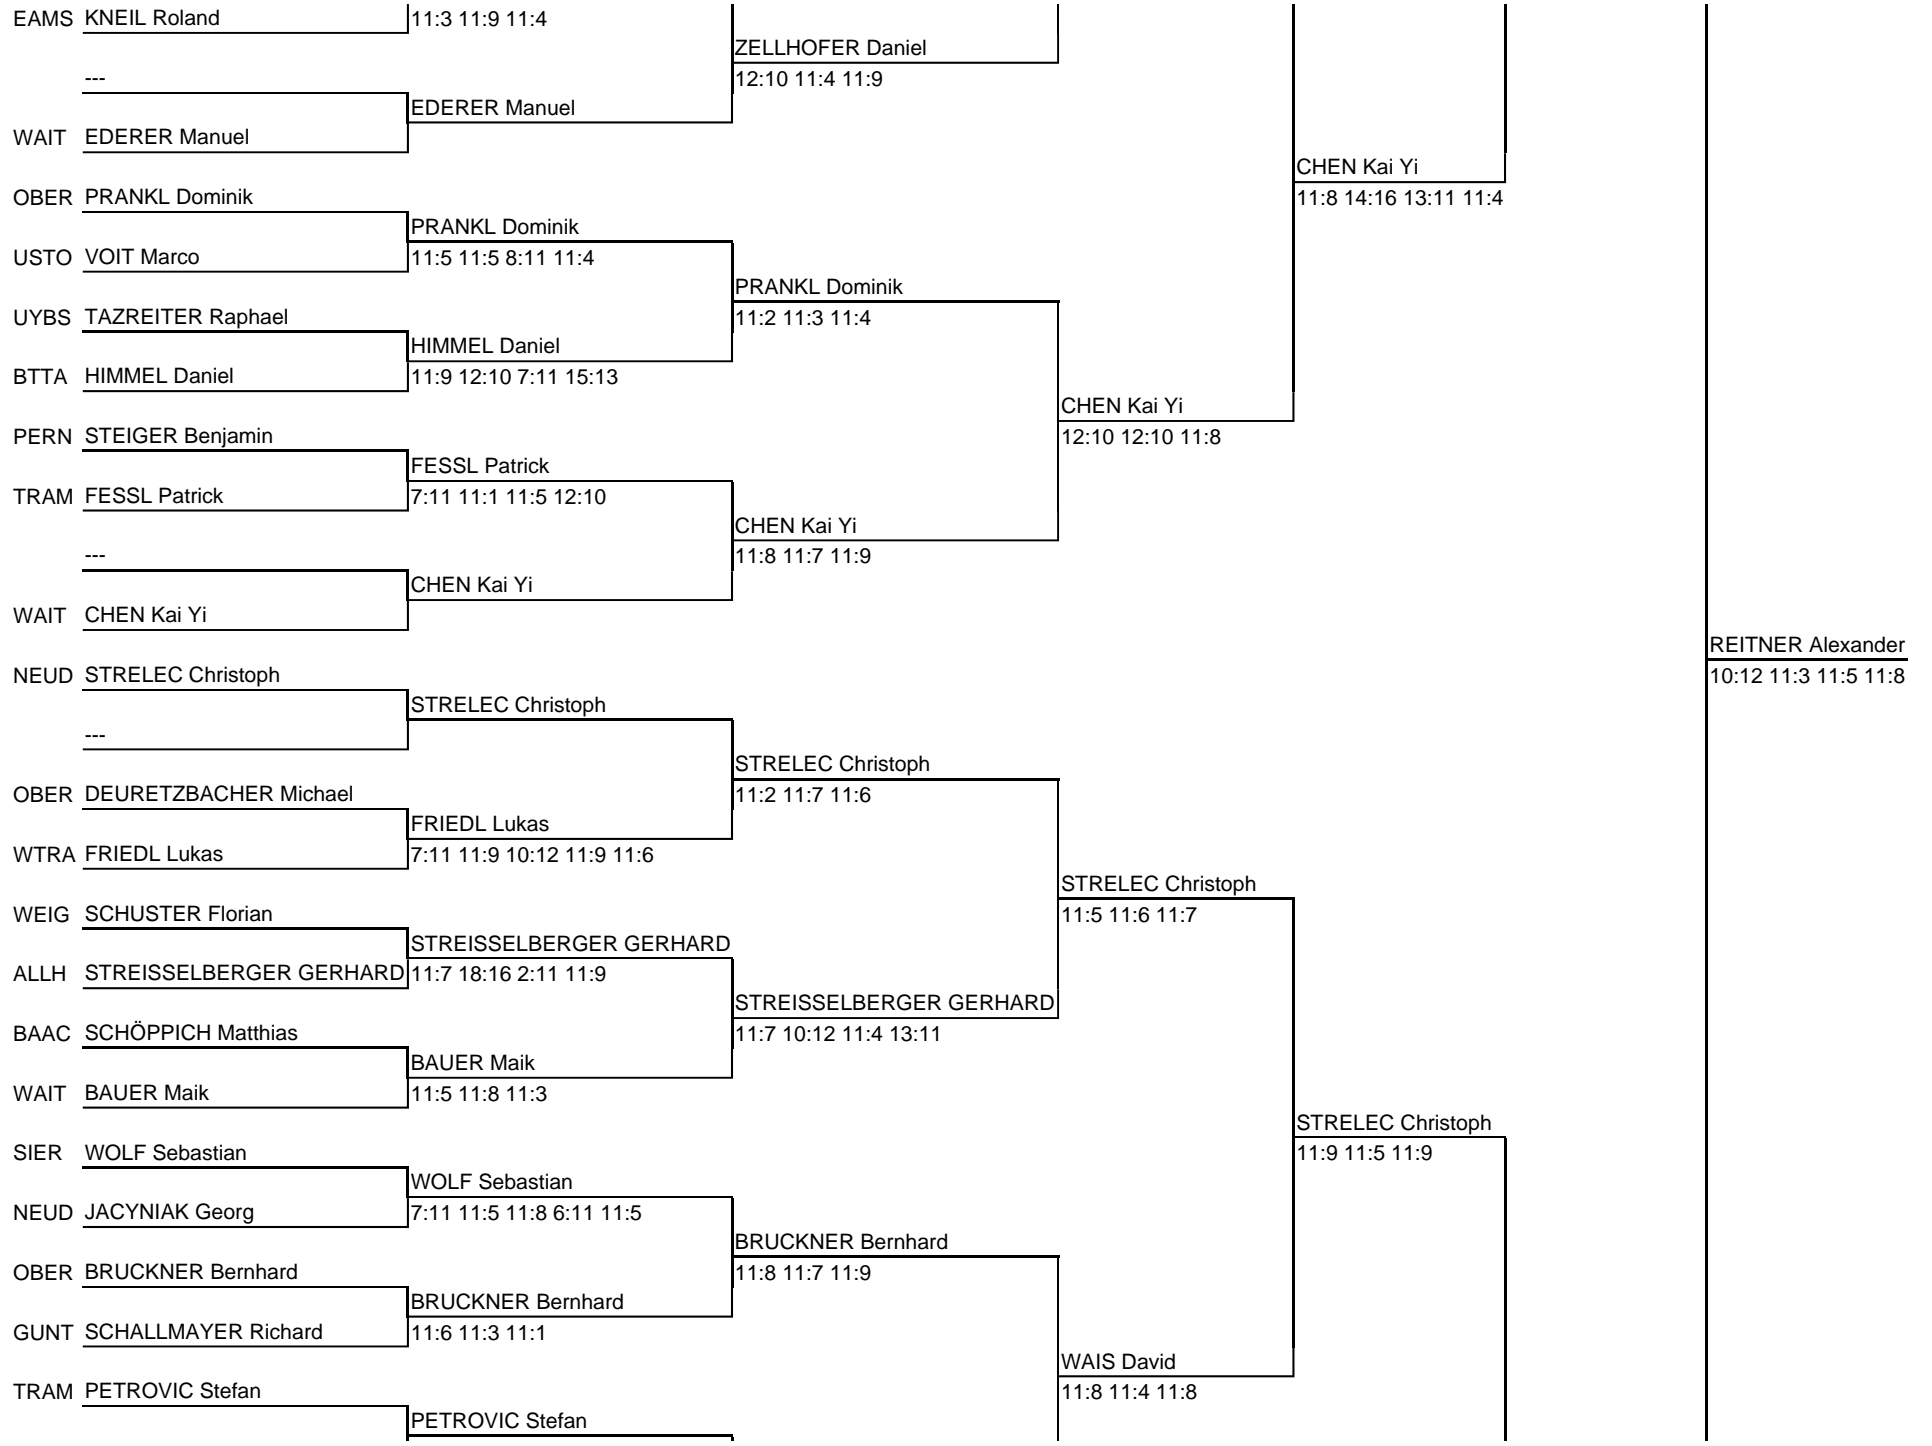 EAMS KNEIL Roland 11:3 11:9 11:4
ZELLHOFER Daniel
--- 12:10 11:4 11:9
EDERER Manuel
WAIT EDERER Manuel
CHEN Kai Yi
OBER PRANKL Dominik 11:8 14:16 13:11 11:4
PRANKL Dominik
USTO VOIT Marco 11:5 11:5 8:11 11:4
PRANKL Dominik
UYBS TAZREITER Raphael 11:2 11:3 11:4
HIMMEL Daniel
BTTA HIMMEL Daniel 11:9 12:10 7:11 15:13
CHEN Kai Yi
PERN STEIGER Benjamin 12:10 12:10 11:8
FESSL Patrick
TRAM FESSL Patrick 7:11 11:1 11:5 12:10
CHEN Kai Yi
--- 11:8 11:7 11:9
CHEN Kai Yi
WAIT CHEN Kai Yi
REITNER Alexander
NEUD STRELEC Christoph 10:12 11:3 11:5 11:8
STRELEC Christoph
---
STRELEC Christoph
OBER DEURETZBACHER Michael 11:2 11:7 11:6
FRIEDL Lukas
WTRA FRIEDL Lukas 7:11 11:9 10:12 11:9 11:6
STRELEC Christoph
WEIG SCHUSTER Florian 11:5 11:6 11:7
STREISSELBERGER GERHARD
ALLH STREISSELBERGER GERHARD 11:7 18:16 2:11 11:9
STREISSELBERGER GERHARD
BAAC SCHÖPPICH Matthias 11:7 10:12 11:4 13:11
BAUER Maik
WAIT BAUER Maik 11:5 11:8 11:3
STRELEC Christoph
SIER WOLF Sebastian 11:9 11:5 11:9
WOLF Sebastian
NEUD JACYNIAK Georg 7:11 11:5 11:8 6:11 11:5
BRUCKNER Bernhard
OBER BRUCKNER Bernhard 11:8 11:7 11:9
BRUCKNER Bernhard
GUNT SCHALLMAYER Richard 11:6 11:3 11:1
WAIS David
TRAM PETROVIC Stefan 11:8 11:4 11:8
PETROVIC Stefan